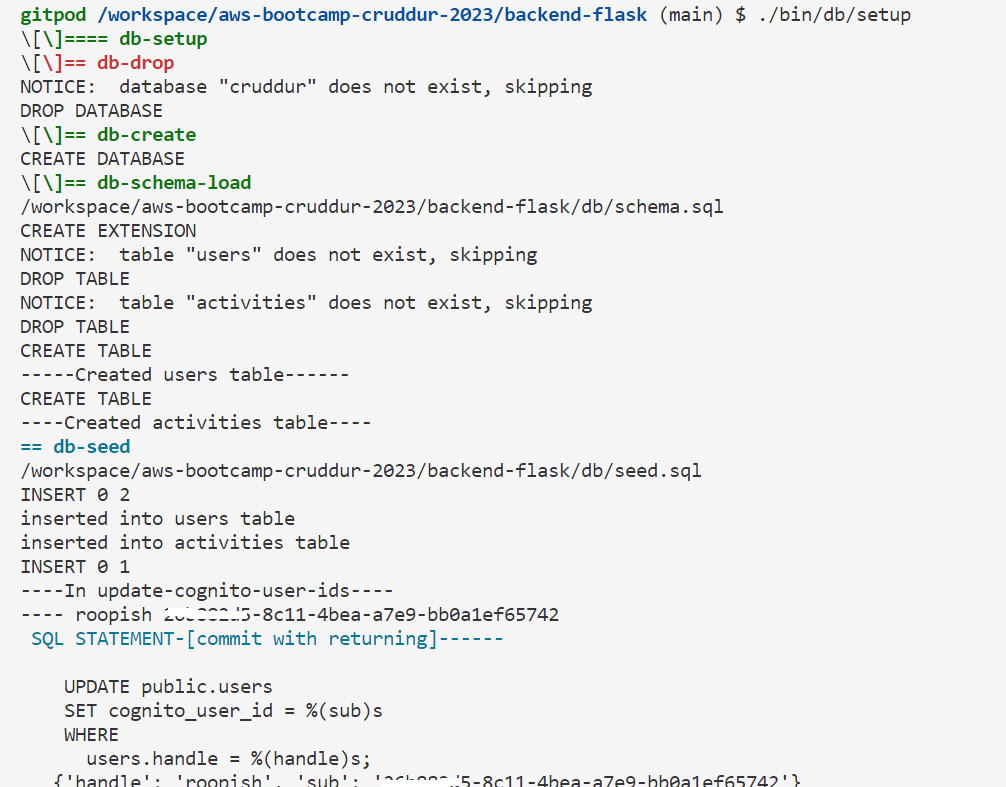 gitpod /workspace/aws-bootcamp-cruddur-2023/backend-flask (main) $ ./bin/db/setup
\[\]==== db-setup
\[\]== db-drop
NOTICE:  database "cruddur" does not exist, skipping
DROP DATABASE
\[\]== db-create
CREATE DATABASE
\[\]== db-schema-load
/workspace/aws-bootcamp-cruddur-2023/backend-flask/db/schema.sql
CREATE EXTENSION
NOTICE:  table "users" does not exist, skipping
DROP TABLE
NOTICE:  table "activities" does not exist, skipping
DROP TABLE
CREATE TABLE
-----Created users table------
CREATE TABLE
----Created activities table----
== db-seed
/workspace/aws-bootcamp-cruddur-2023/backend-flask/db/seed.sql
INSERT 0 2
inserted into users table
inserted into activities table
INSERT 0 1
----In update-cognito-user-ids----
---- roopish -8c11-4bea-a7e9-bb0a1ef65742
SQL STATEMENT-[commit with returning]------
UPDATE public.users
SET cognito_user_id = %(sub)s
WHERE
users.handle = %(handle)s;
{'handle': 'roopish', 'sub': -8c11-4bea-a7e9-bb0a1ef65742'}